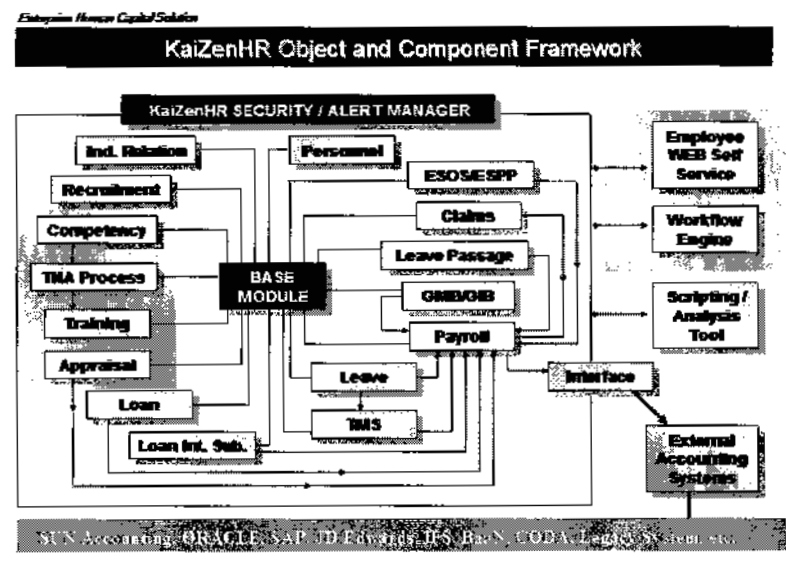 Enterprise Human Capital Solution
KaiZenHR Object and Component Framework
KaiZenHR SECURITY / ALERT MANAGER
Ind. Relation
Personnel
Recruitment
ESOS/ESPP
Competency
Claims
TNA Process
Leave Passage
BASE
MODULE
GMB/GIB
Training
Payroll
Appraisal
Leave
Loan
TMS
Loan Int. Sub.
Employee
WEB Self
Service
Workflow
Engine
Scripting /
Analysis
Tool
Interface
External
Accounting
Systems
SUN Accounting, ORACLE, SAP, JD Edwards, IFS, BaaN, CODA, Legacy System, etc.